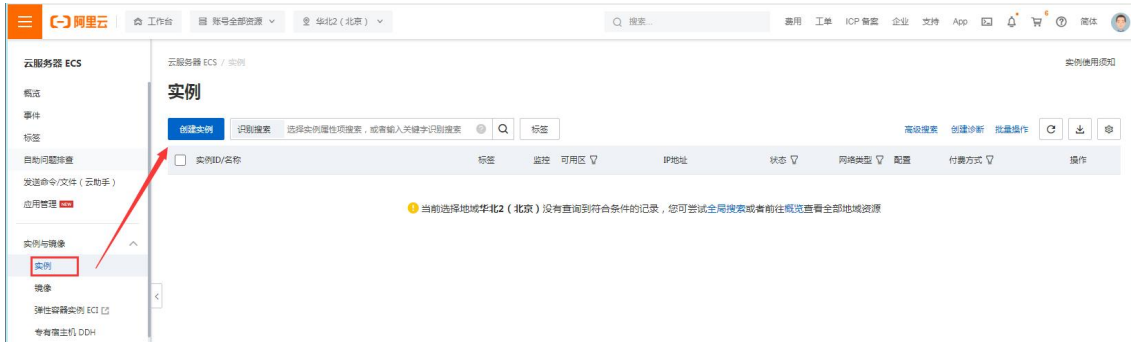 阿里云 工作台 账号全部资源 华北2（北京） 搜索... 费用 工单 ICP 备案 企业 支持 App 6 简体
云服务器 ECS
概览
事件
标签
自助问题排查
发送命令/文件（云助手）
应用管理 NEW
实例与镜像
实例
镜像
弹性容器实例 ECI
专有宿主机 DDH
云服务器 ECS / 实例 实例使用须知
实例
创建实例 识别搜索 选择实例属性项搜索，或者输入关键字识别搜索 标签 高级搜索 创建诊断 批量操作
实例ID/名称 标签 监控 可用区 IP地址 状态 网络类型 配置 付费方式 操作
当前选择地域华北2（北京）没有查询到符合条件的记录，您可尝试全局搜索或者前往概览查看全部地域资源